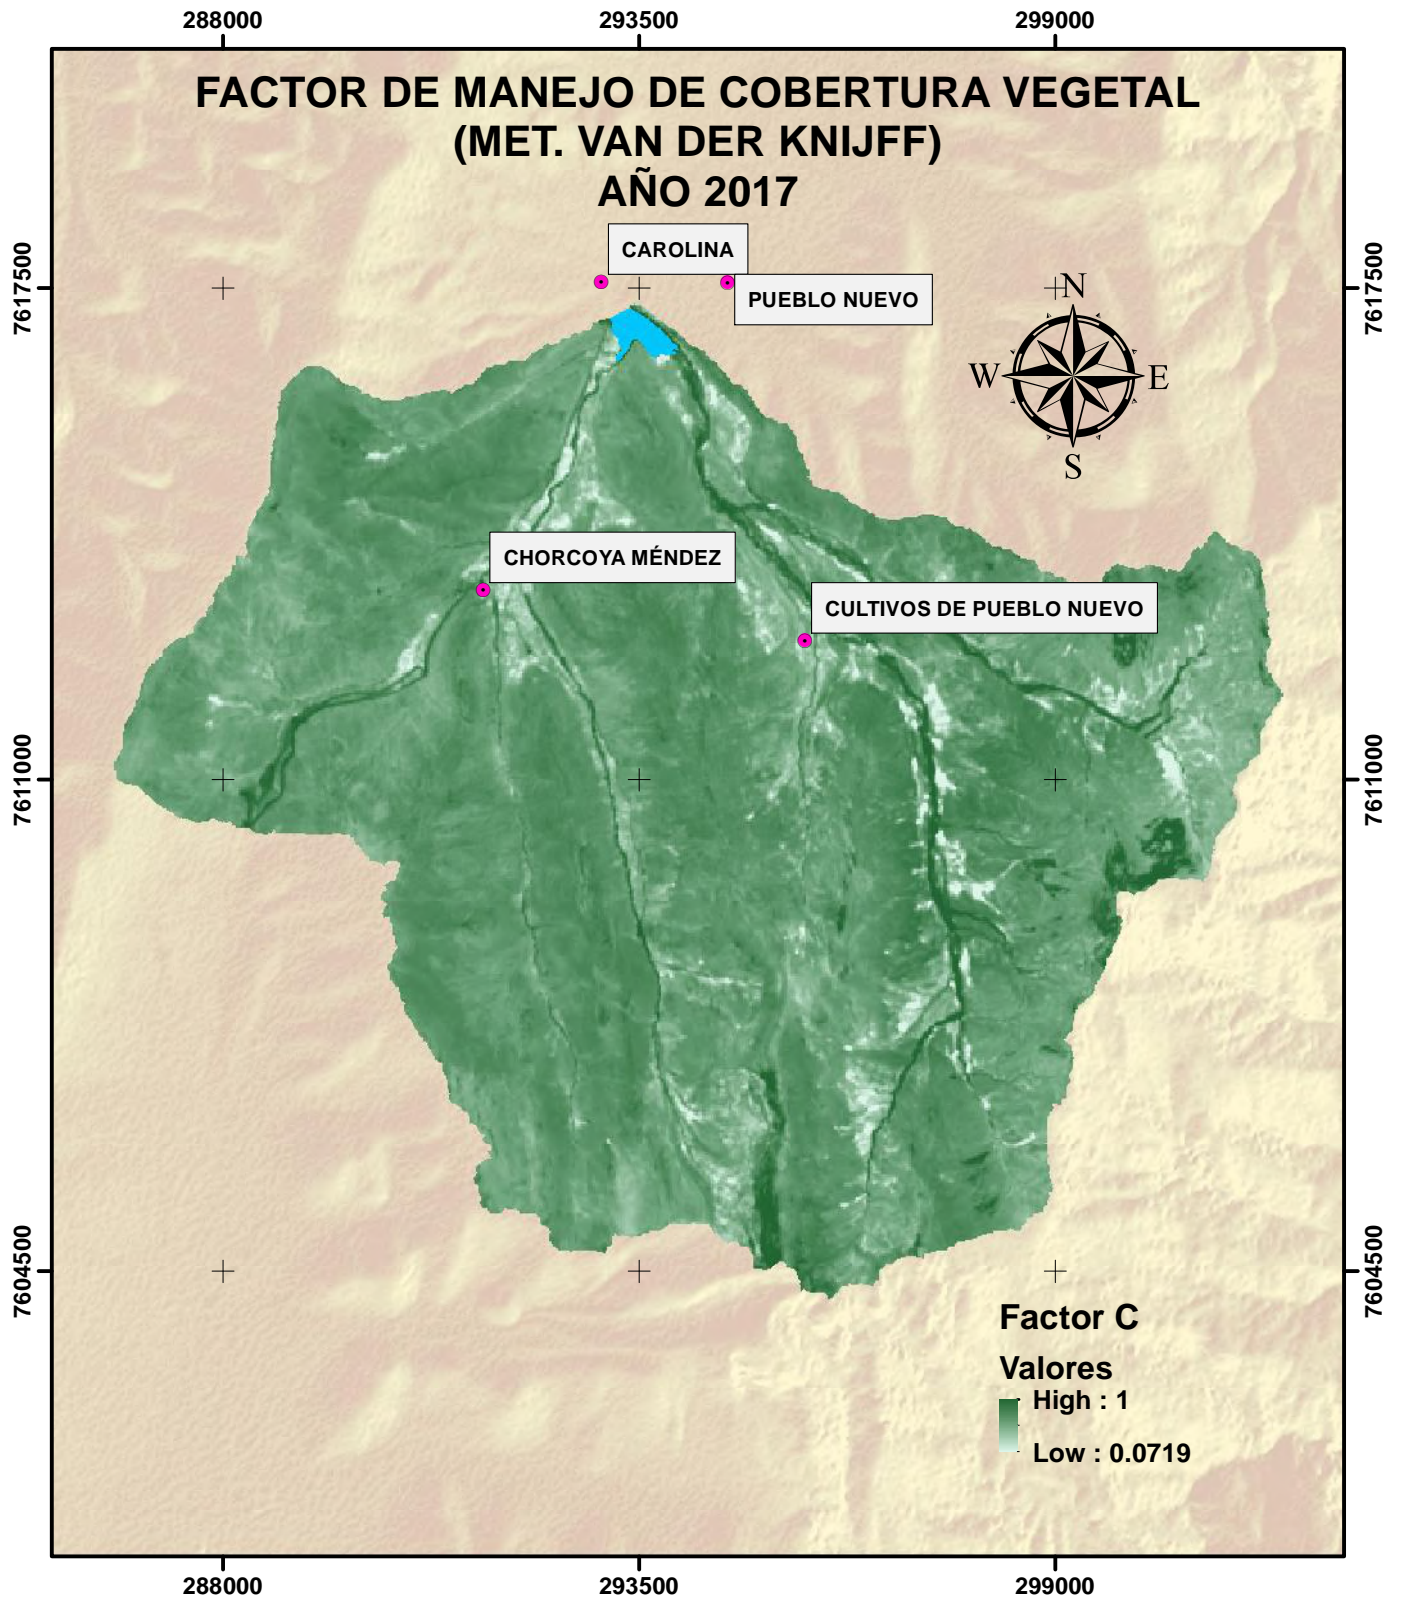 288000 293500 299000
FACTOR DE MANEJO DE COBERTURA VEGETAL
(MET. VAN DER KNIJFF)
AÑO 2017
CAROLINA
7617500 7617500
PUEBLO NUEVO
N
W E
S
CHORCOYA MÉNDEZ
CULTIVOS DE PUEBLO NUEVO
7611000 7611000
7604500 7604500
Factor C
Valores
High : 1
Low : 0.0719
288000 293500 299000